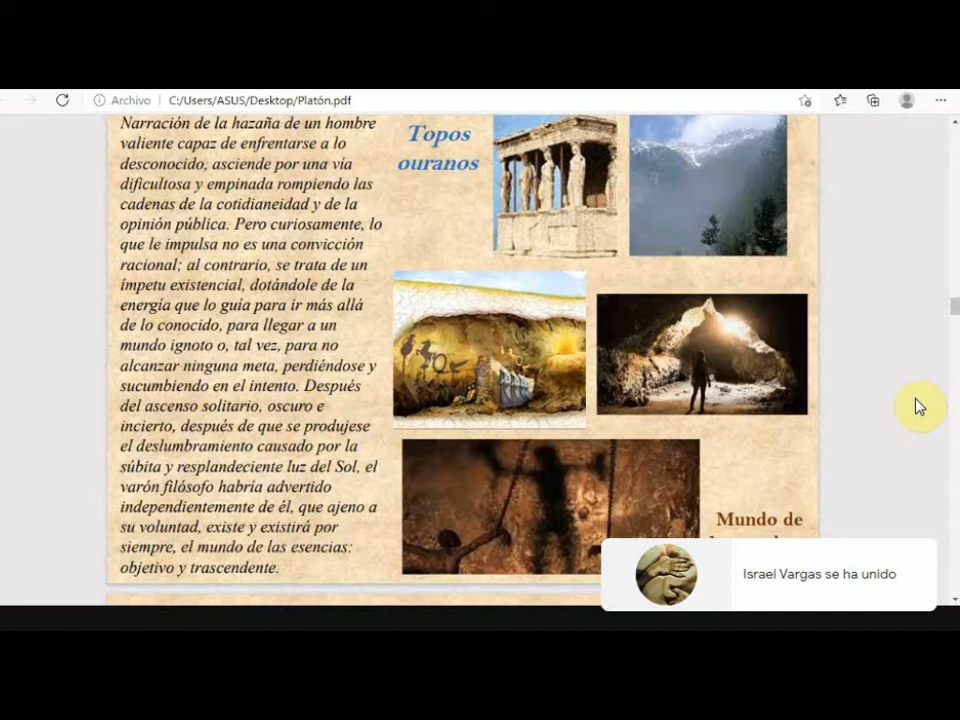 Archivo
C:/Users/ASUS/Desktop/Platón.pdf
Narración de la hazaña de un hombre
valiente capaz de enfrentarse a lo
desconocido, asciende por una vía
dificultosa y empinada rompiendo las
cadenas de la cotidianeidad y de la
opinión pública. Pero curiosamente, lo
que le impulsa no es una convicción
racional; al contrario, se trata de un
ímpetu existencial, dotándole de la
energía que lo guía para ir más allá
de lo conocido, para llegar a un
mundo ignoto o, tal vez, para no
alcanzar ninguna meta, perdiéndose y
sucumbiendo en el intento. Después
del ascenso solitario, oscuro e
incierto, después de que se produjese
el deslumbramiento causado por la
súbita y resplandeciente luz del Sol, el
varón filósofo habría advertido
independientemente de él, que ajeno a
su voluntad, existe y existirá por
siempre, el mundo de las esencias:
objetivo y trascendente.
Topos
ouranos
Mundo de
Israel Vargas se ha unido